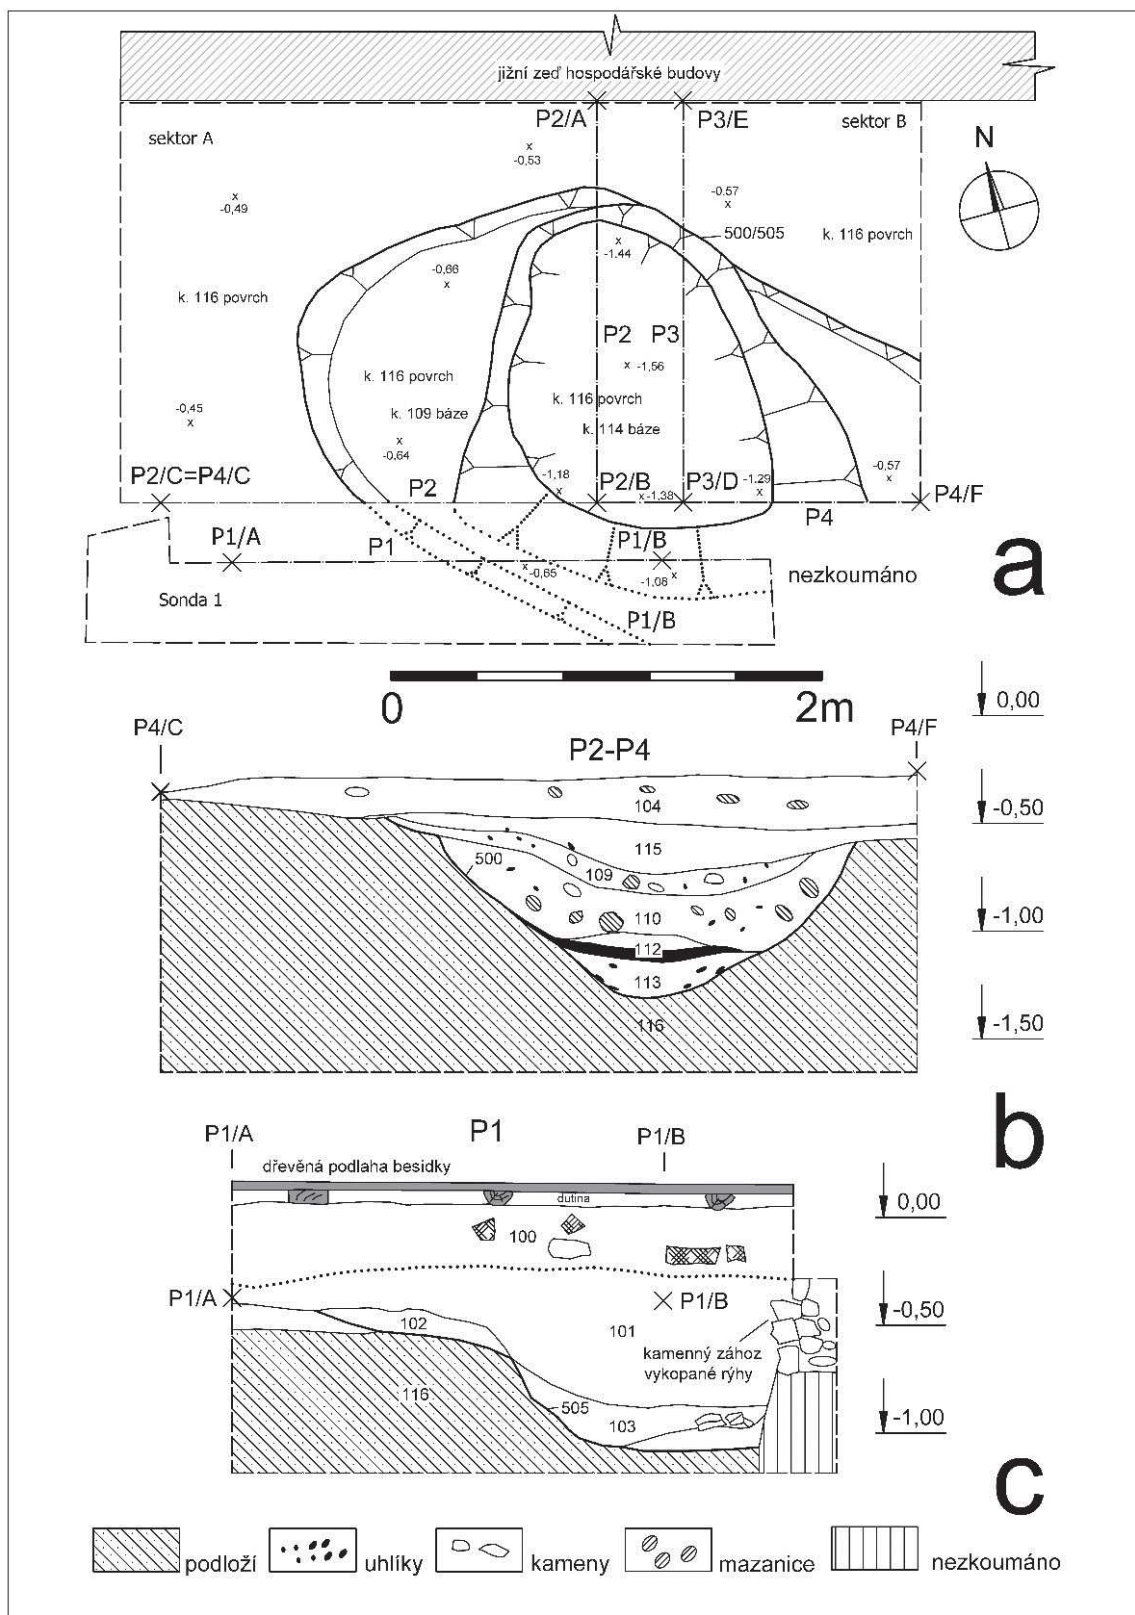 jižní zeď hospodářské budovy
P2/A
P3/E
sektor A
sektor B
N
x -0,53
x -0,49
-0.57 x
500/505
k. 116 povrch
x -1.44
-0,66 x
k. 116 povrch
P2
P3
x -1,56
k. 116 povrch
k. 116 povrch
k. 109 báze
k. 114 báze
-0,45 x
x -0.64
-1,18 x
-1.29 x
-0,57 x
P2/C=P4/C
P2
P2/B
x -1,38
P3/D
P4
P4/F
P1/A
P1
P1/B
a
x -0,65
-1,08 x
nezkoumáno
Sonda 1
P1/B
0
2m
0,00
P4/C
P2-P4
P4/F
104
-0,50
115
500
109
110
-1,00
112
113
116
-1,50
b
P1/A
P1
P1/B
dřevěná podlaha besídky
dutina
0,00
100
P1/A
P1/B
-0,50
102
101
kamenný zához
vykopané rýhy
116
505
103
-1,00
c
podloží
uhlíky
kameny
mazanice
nezkoumáno